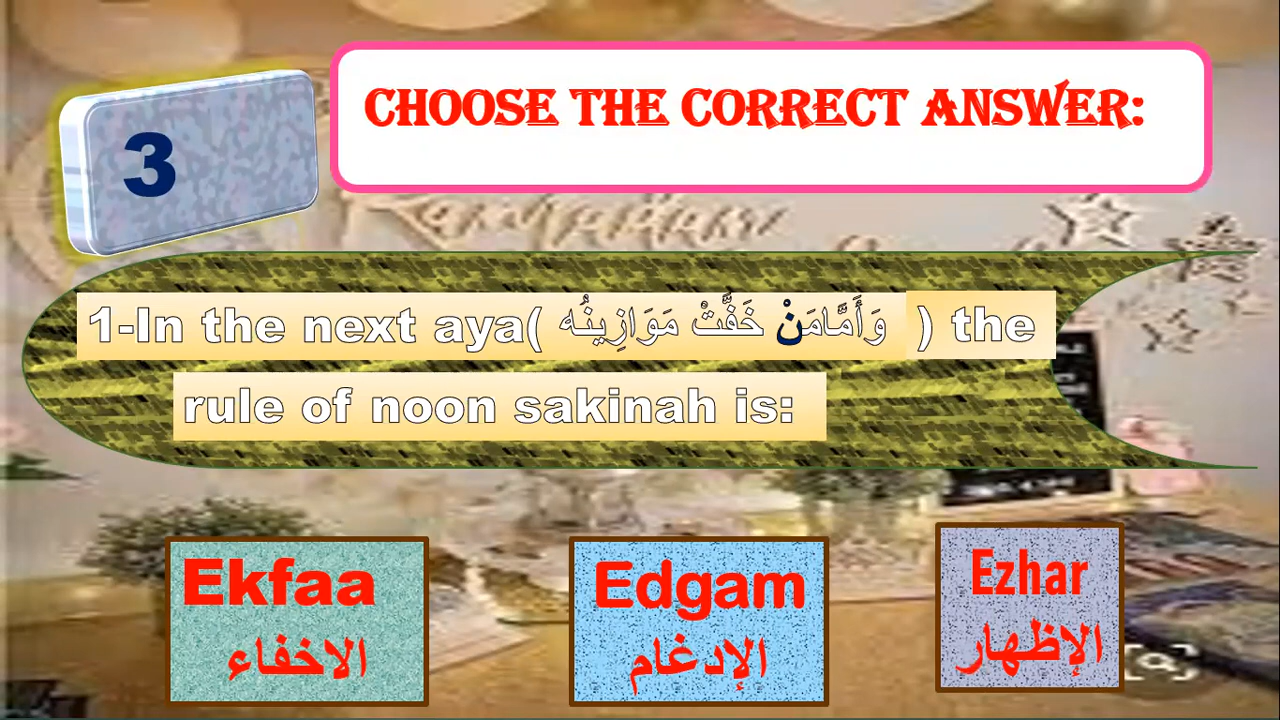 3
CHOOSE THE CORRECT ANSWER:
1-In the next aya( وَأَمَّامَنْ خَفَّتْ مَوَازِينُه ) the
rule of noon sakinah is:
Ekfaa
الاخفاء
Edgam
الإدغام
Ezhar
الإظهار
Ramadan